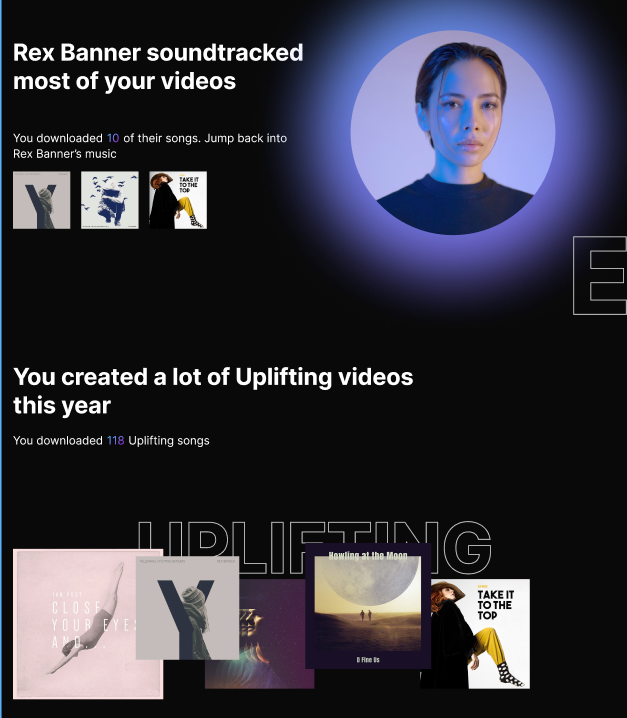 Rex Banner soundtracked
most of your videos
You downloaded 10 of their songs. Jump back into
Rex Banner's music
Y
TAKE IT
TO THE
TOP
E
You created a lot of Uplifting videos
this year
You downloaded 118 Uplifting songs
UPLIFTING
CLOSE
YOUR EYES
AND...
Y
Howling at the Moon
O Fine Us
TAKE IT
TO THE
TOP